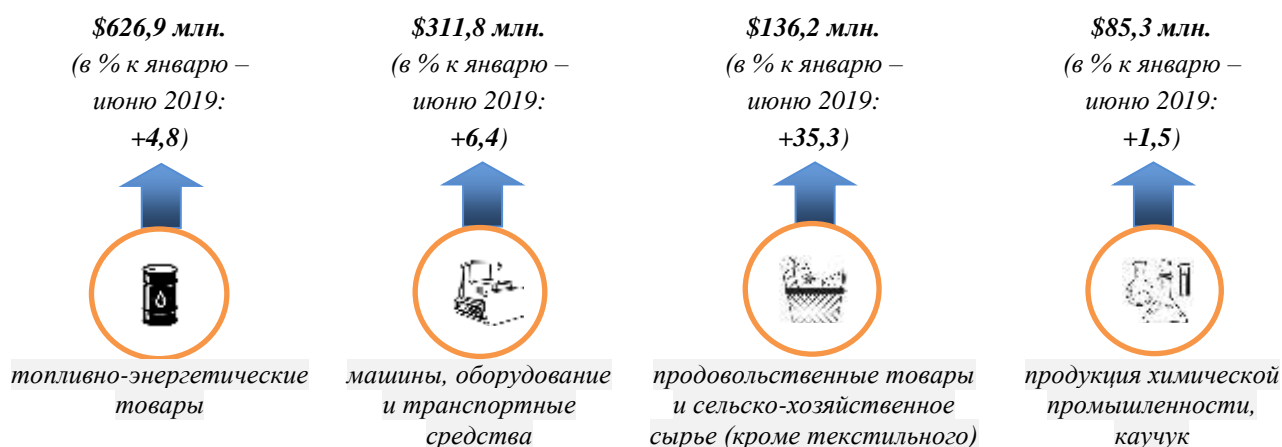 $626,9 млн.
(в % к январю –
июню 2019:
+4,8)
$311,8 млн.
(в % к январю –
июню 2019:
+6,4)
$136,2 млн.
(в % к январю –
июню 2019:
+35,3)
$85,3 млн.
(в % к январю –
июню 2019:
+1,5)
топливно-энергетические
товары
машины, оборудование
и транспортные
средства
продовольственные товары
и сельско-хозяйственное
сырье (кроме текстильного)
продукция химической
промышленности,
каучук